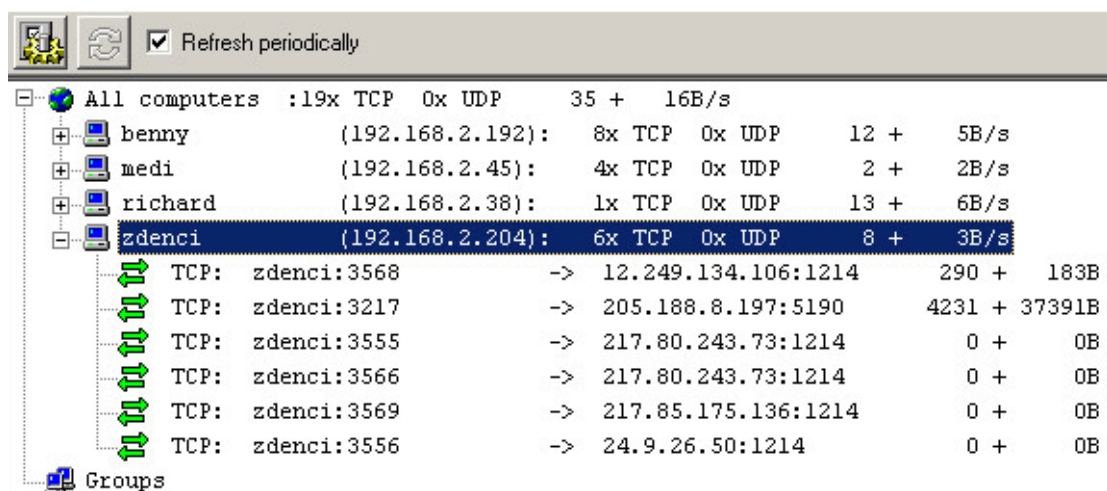 Refresh periodically
All computers :19x TCP 0x UDP 35 + 16B/s
benny (192.168.2.192): 8x TCP 0x UDP 12 + 5B/s
medi (192.168.2.45): 4x TCP 0x UDP 2 + 2B/s
richard (192.168.2.38): 1x TCP 0x UDP 13 + 6B/s
zdenci (192.168.2.204): 6x TCP 0x UDP 8 + 3B/s
TCP: zdenci:3568 -> 12.249.134.106:1214 290 + 183B
TCP: zdenci:3217 -> 205.188.8.197:5190 4231 + 37391B
TCP: zdenci:3555 -> 217.80.243.73:1214 0 + 0B
TCP: zdenci:3566 -> 217.80.243.73:1214 0 + 0B
TCP: zdenci:3569 -> 217.85.175.136:1214 0 + 0B
TCP: zdenci:3556 -> 24.9.26.50:1214 0 + 0B
Groups